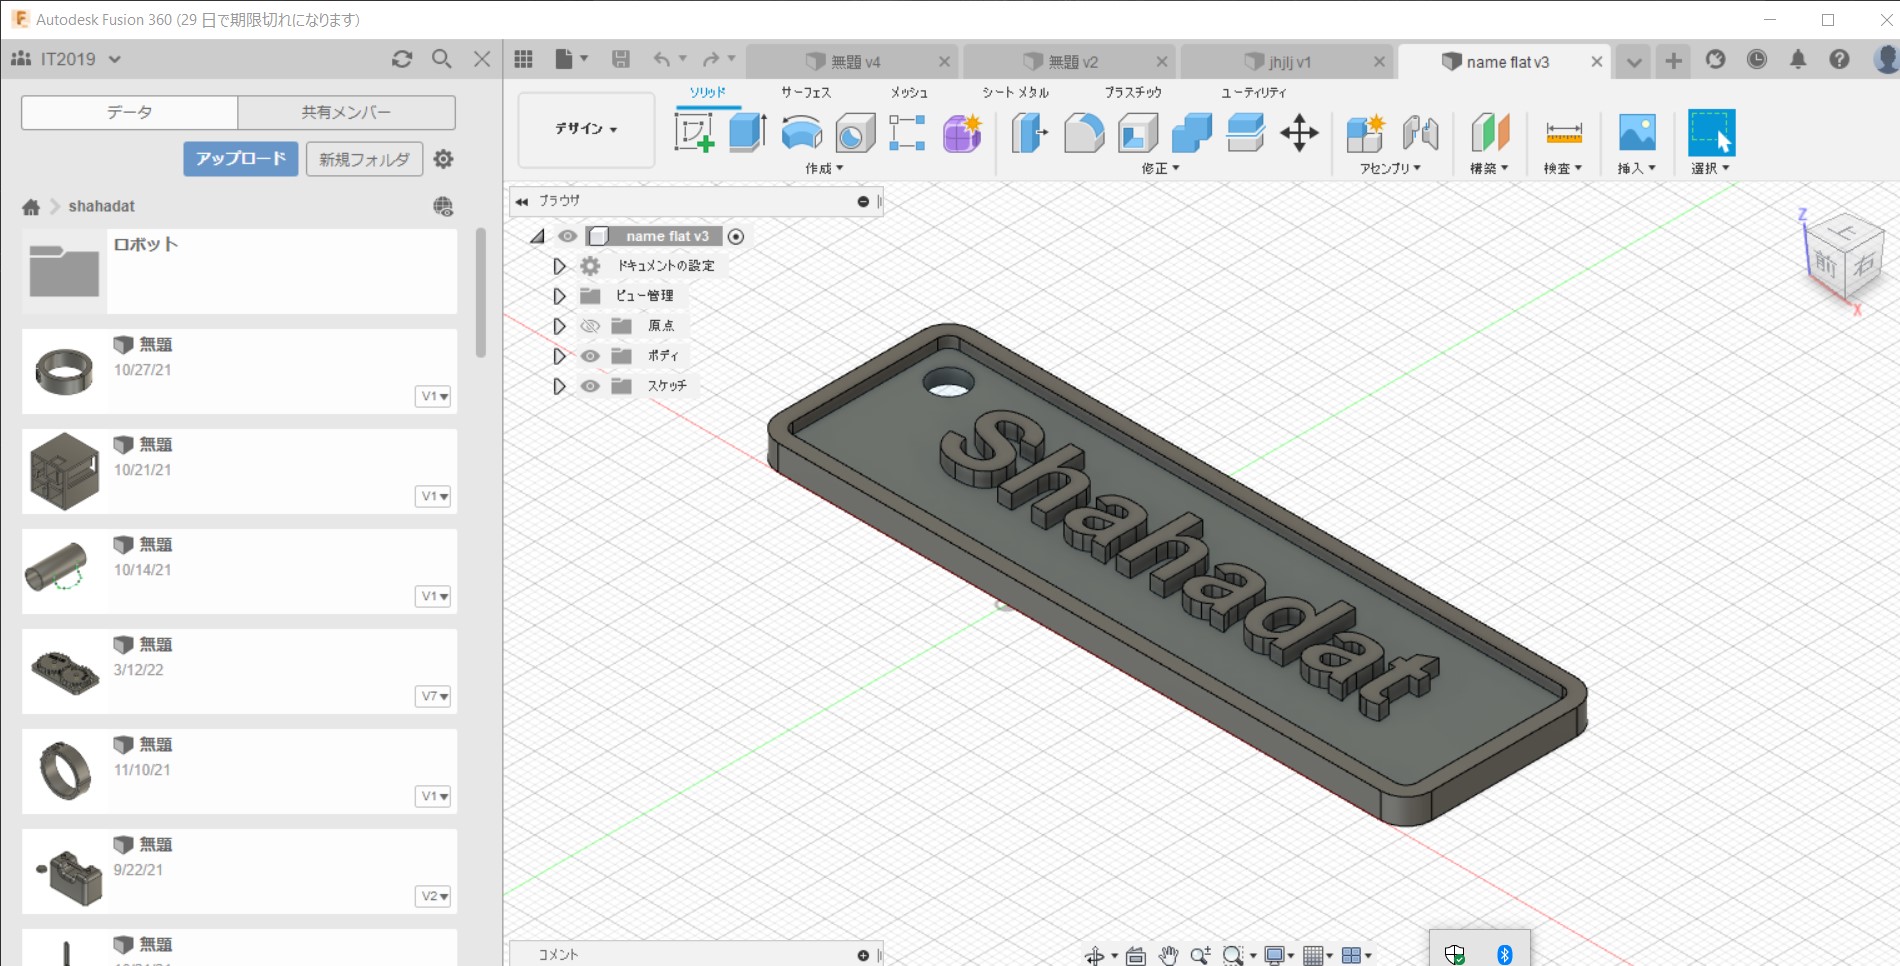 Autodesk Fusion 360 (29 日で期限切れになります)
IT2019
無題 v4
無題 v2
jhjlj v1
name flat v3
データ
共有メンバー
アップロード
新規フォルダ
shahadat
ロボット
無題
10/27/21
V1
無題
10/21/21
V1
無題
10/14/21
V1
無題
3/12/22
V7
無題
11/10/21
V1
無題
9/22/21
V2
無題
デザイン
ソリッド
サーフェス
メッシュ
シート メタル
プラスチック
ユーティリティ
作成
修正
アセンブリ
構築
検査
挿入
選択
ブラウザ
name flat v3
ドキュメントの設定
ビュー管理
原点
ボディ
スケッチ
Shahadat
Z
上
前
右
X
コメント